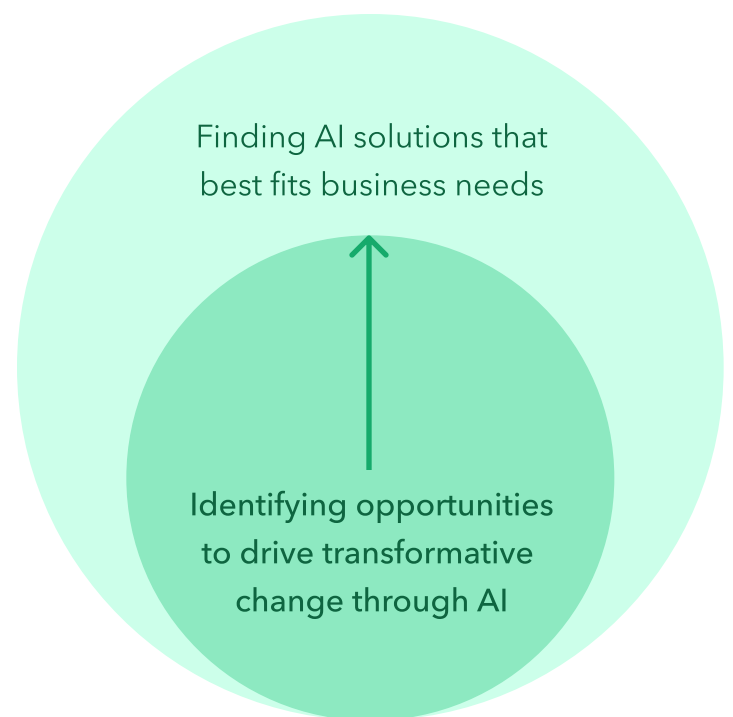 Finding AI solutions that
best fits business needs
Identifying opportunities
to drive transformative
change through AI